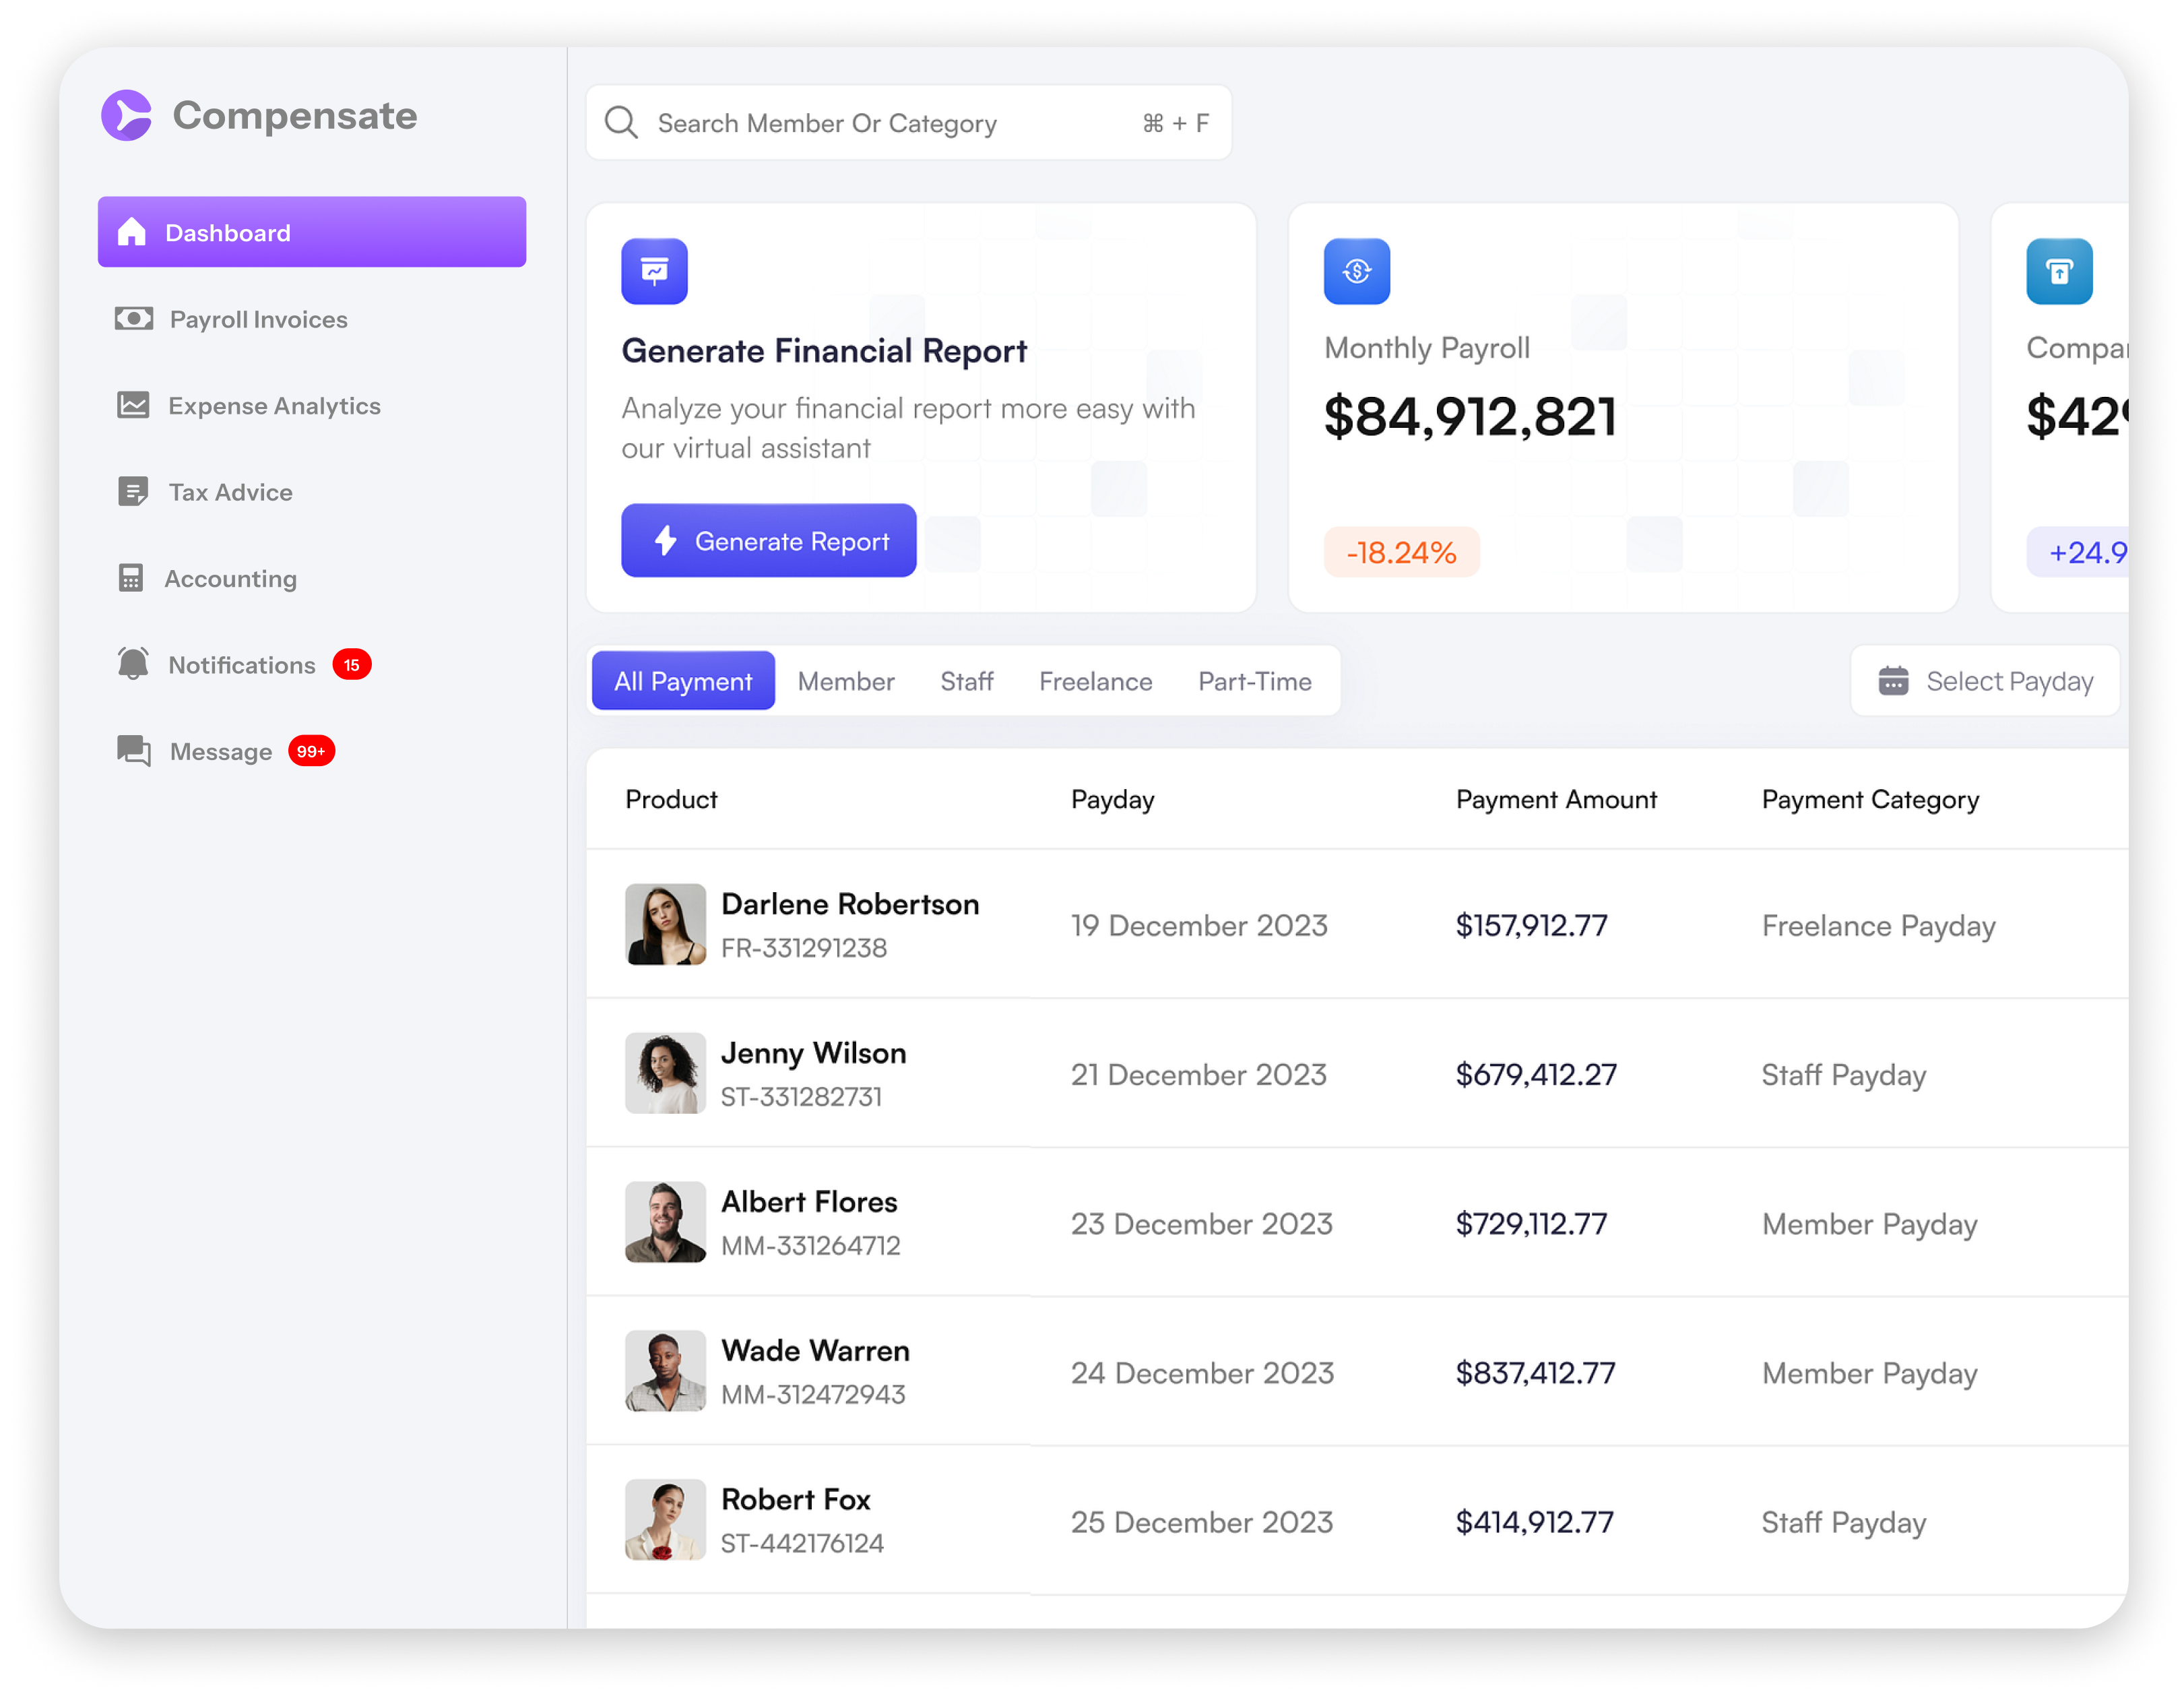 Compensate
Dashboard
Payroll Invoices
Expense Analytics
Tax Advice
Accounting
Notifications 15
Message 99+
Search Member Or Category ⌘ + F
Generate Financial Report
Analyze your financial report more easy with
our virtual assistant
Generate Report
Monthly Payroll
$84,912,821
-18.24%
$42
+24.9
All Payment Member Staff Freelance Part-Time
Select Payday
Product Payday Payment Amount Payment Category
Darlene Robertson
FR-331291238
19 December 2023 $157,912.77 Freelance Payday
Jenny Wilson
ST-331282731
21 December 2023 $679,412.27 Staff Payday
Albert Flores
MM-331264712
23 December 2023 $729,112.77 Member Payday
Wade Warren
MM-312472943
24 December 2023 $837,412.77 Member Payday
Robert Fox
ST-442176124
25 December 2023 $414,912.77 Staff Payday